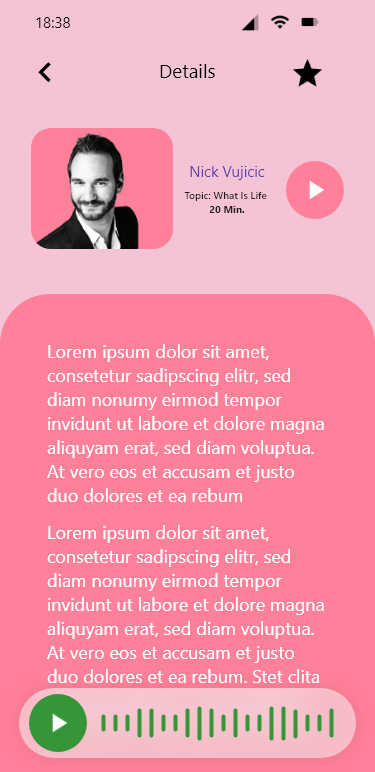 18:38
Details
Nick Vujicic
Topic: What Is Life
20 Min.
Lorem ipsum dolor sit amet,
consetetur sadipscing elitr, sed
diam nonumy eirmod tempor
invidunt ut labore et dolore magna
aliquyam erat, sed diam voluptua.
At vero eos et accusam et justo
duo dolores et ea rebum
Lorem ipsum dolor sit amet,
consetetur sadipscing elitr, sed
diam nonumy eirmod tempor
invidunt ut labore et dolore magna
aliquyam erat, sed diam voluptua.
At vero eos et accusam et justo
duo dolores et ea rebum. Stet clita